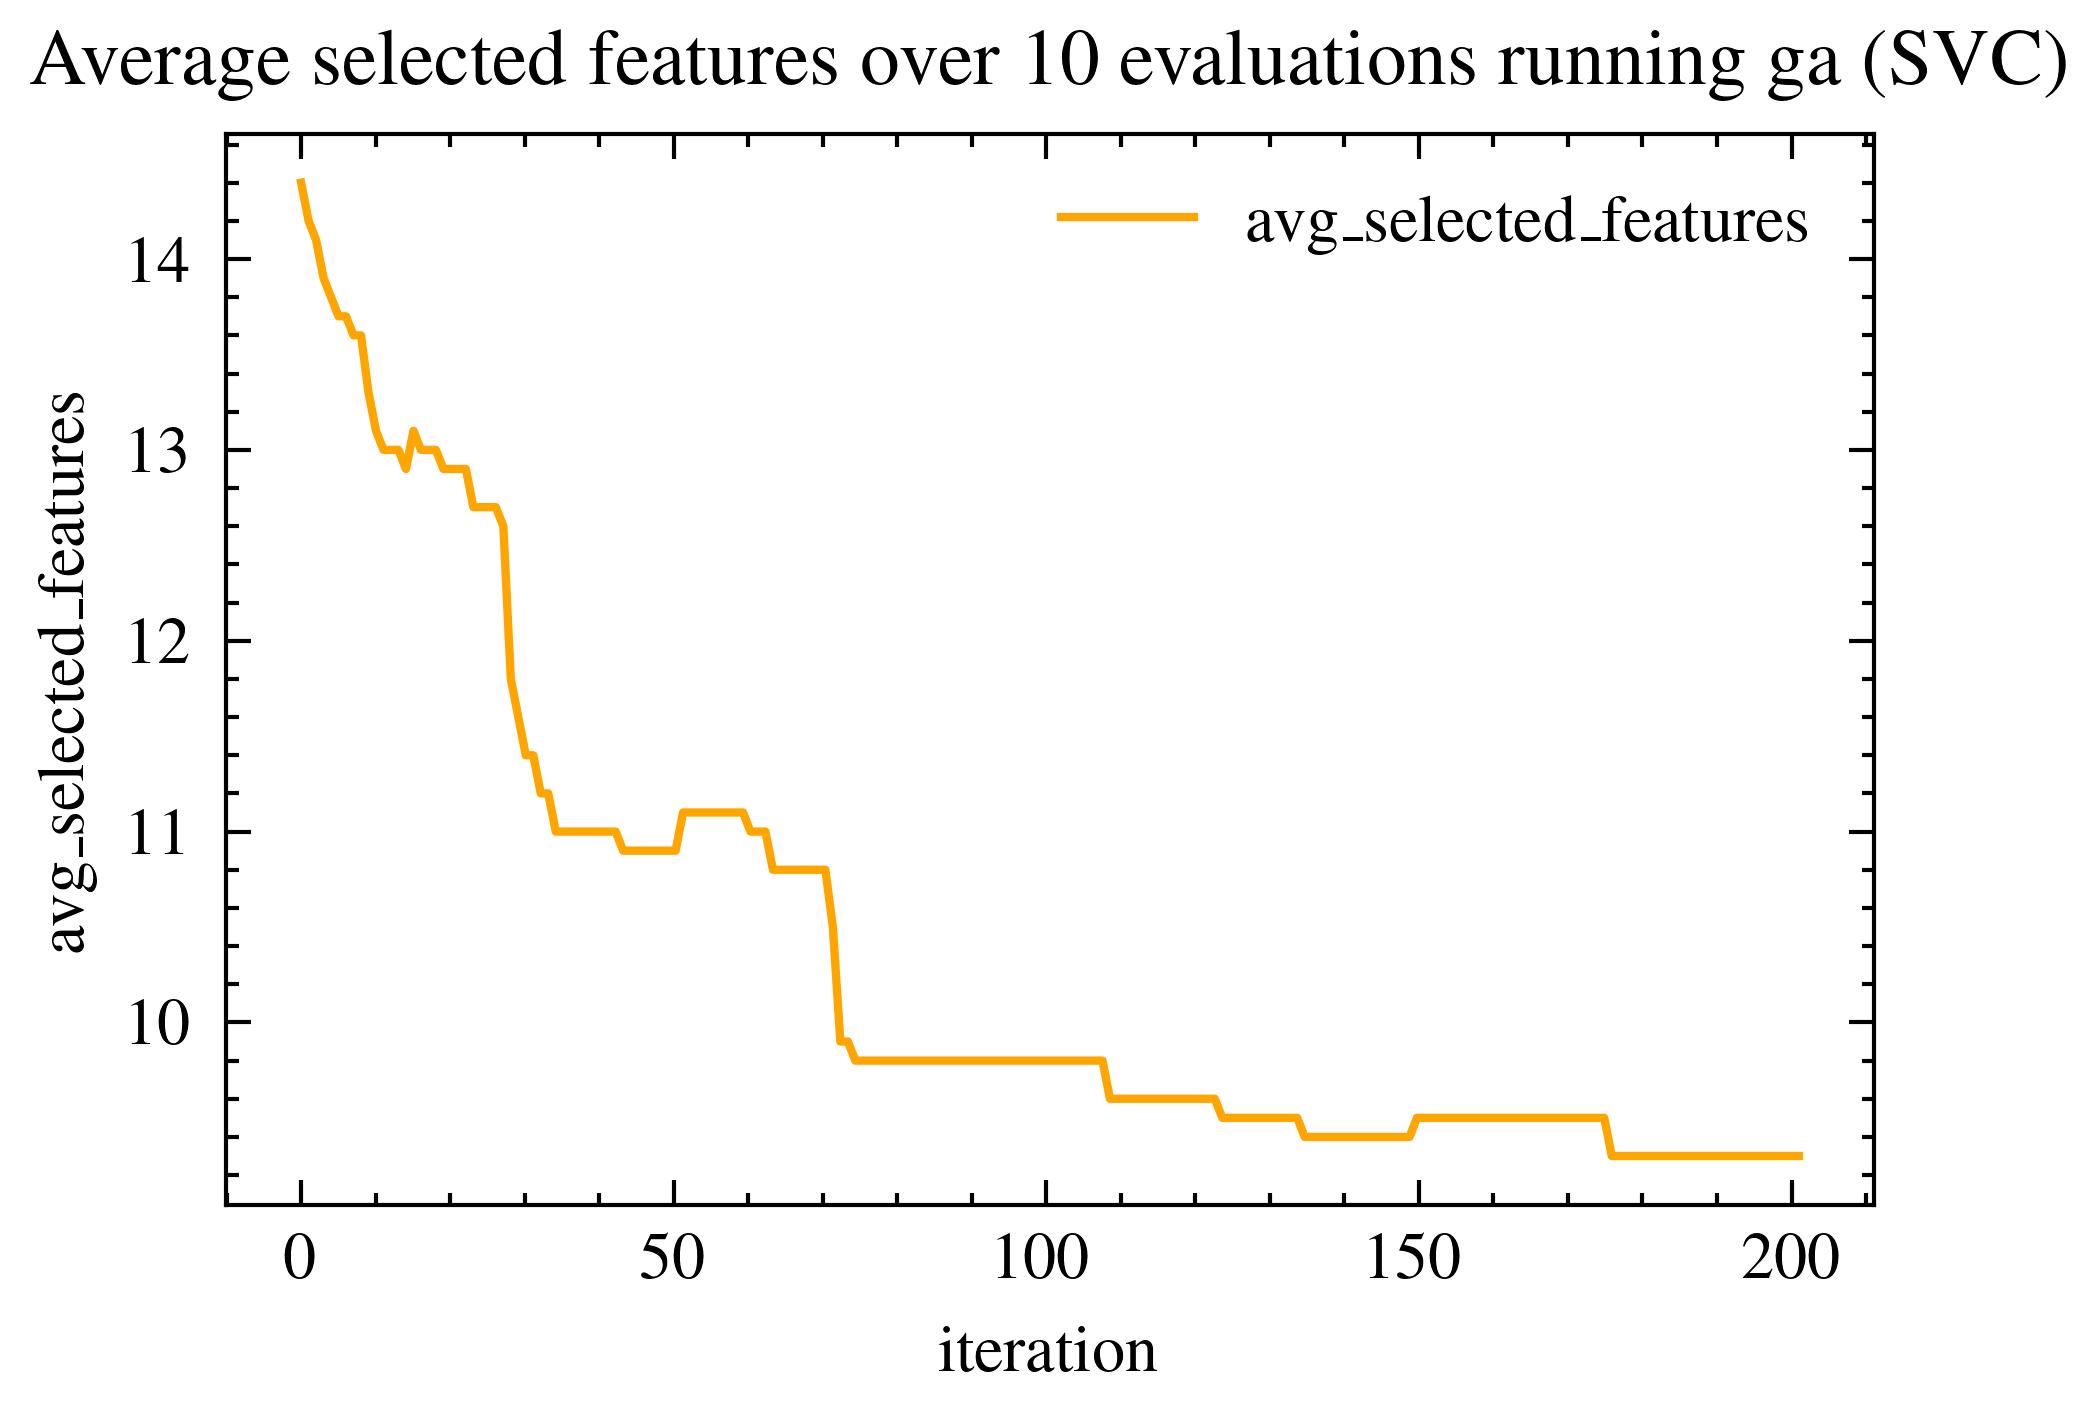 Average selected features over 10 evaluations running ga (SVC)
avg_selected_features
14
13
12
11
10
avg_selected_features
0 50 100 150 200
iteration